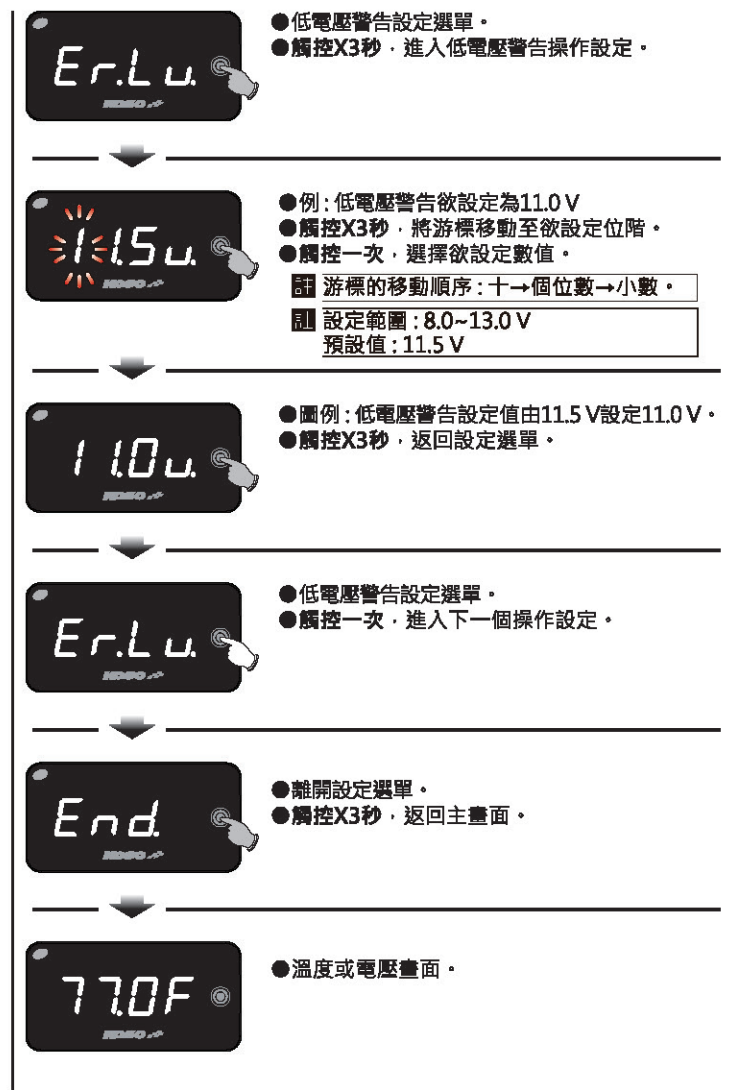 Er.Lu.
●低電壓警告設定選單。
●觸控X3秒，進入低電壓警告操作設定。
11.5u.
●例：低電壓警告欲設定為11.0 V
●觸控X3秒，將游標移動至欲設定位階。
●觸控一次，選擇欲設定數值。
註 游標的移動順序：十→個位數→小數。
註 設定範圍：8.0~13.0 V
預設值：11.5 V
11.0u.
●圖例：低電壓警告設定值由11.5 V設定11.0 V。
●觸控X3秒，返回設定選單。
Er.Lu.
●低電壓警告設定選單。
●觸控一次，進入下一個操作設定。
End.
●離開設定選單。
●觸控X3秒，返回主畫面。
77.0F
●溫度或電壓畫面。